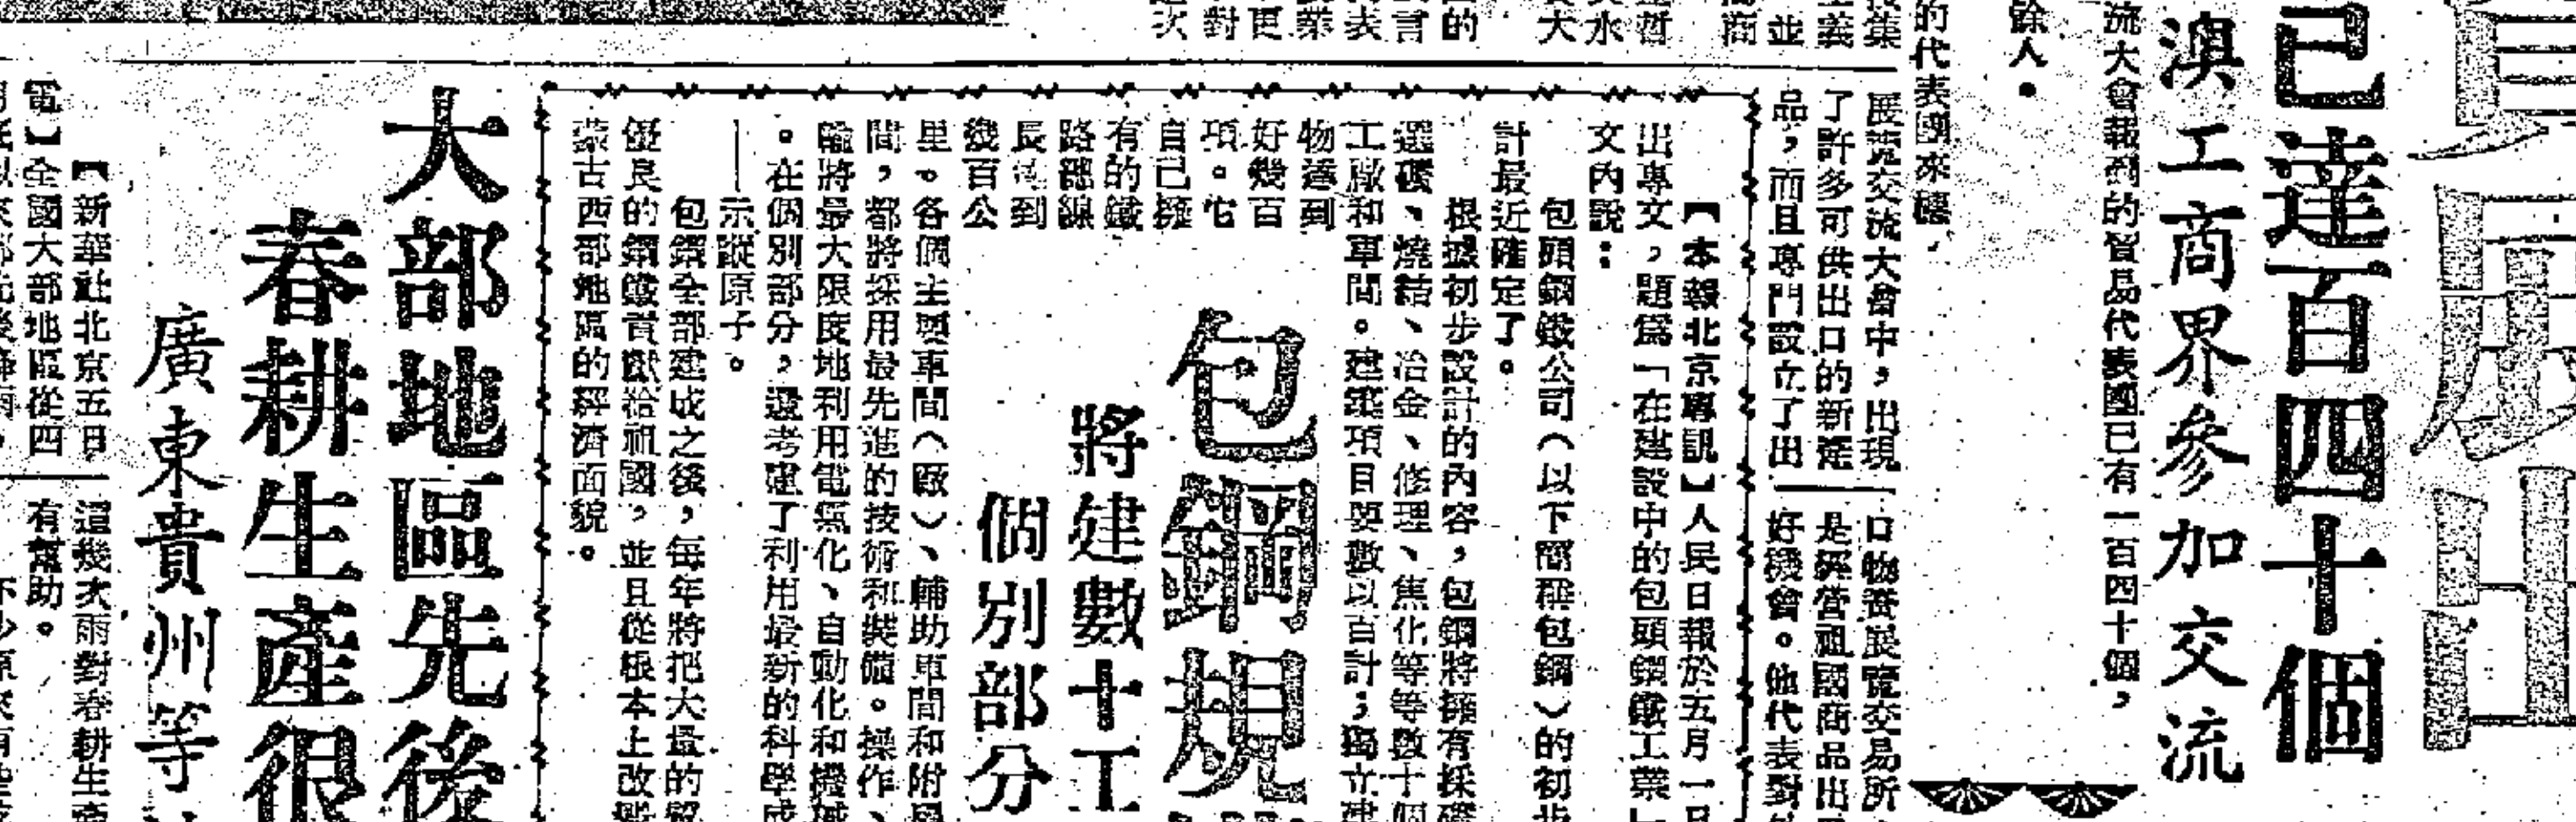 已達百四十個
澳工商界參加交流
流大會報到的貿易代表團已有一百四十個，
餘人。
的代表團來穗，
展覽交流大會中，出現
了許多可供出口的新產
品，而且專門設立了出
口物資展覽交易所
是經營祖國商品出
好機會。他代表對
【本報北京專訊】人民日報於五月一日
出專文，題爲「在建設中的包頭鋼鐵工業」
文內說：
包頭鋼鐵公司（以下簡稱包鋼）的初步
計最近確定了。
根據初步設計的內容，包鋼將擁有採礦
選礦、燒結、冶金、修理、焦化等等數十個
工廠和車間。建築項目要數以百計；獨立建
物達到
好幾百
項。它
自己擁
有的鐵
路總線
長達到
幾百公
包鋼規
將建數十工
個別部分
里。各個主要車間（廠）、輔助車間和附屬
間，都將採用最先進的技術和裝備。操作、
輸將最大限度地利用電氣化、自動化和機械
。在個別部分，還考慮了利用最新的科學成
——示蹤原子。
包鋼全部建成之後，每年將把大量的
優良的鋼鐵貢獻給祖國，並且從根本上改變
蒙古西部地區的經濟面貌。
大部地區先後
春耕生產很
廣東貴州等
【新華社北京五日
電】全國大部地區從四
這幾次雨對春耕生產
有幫助。